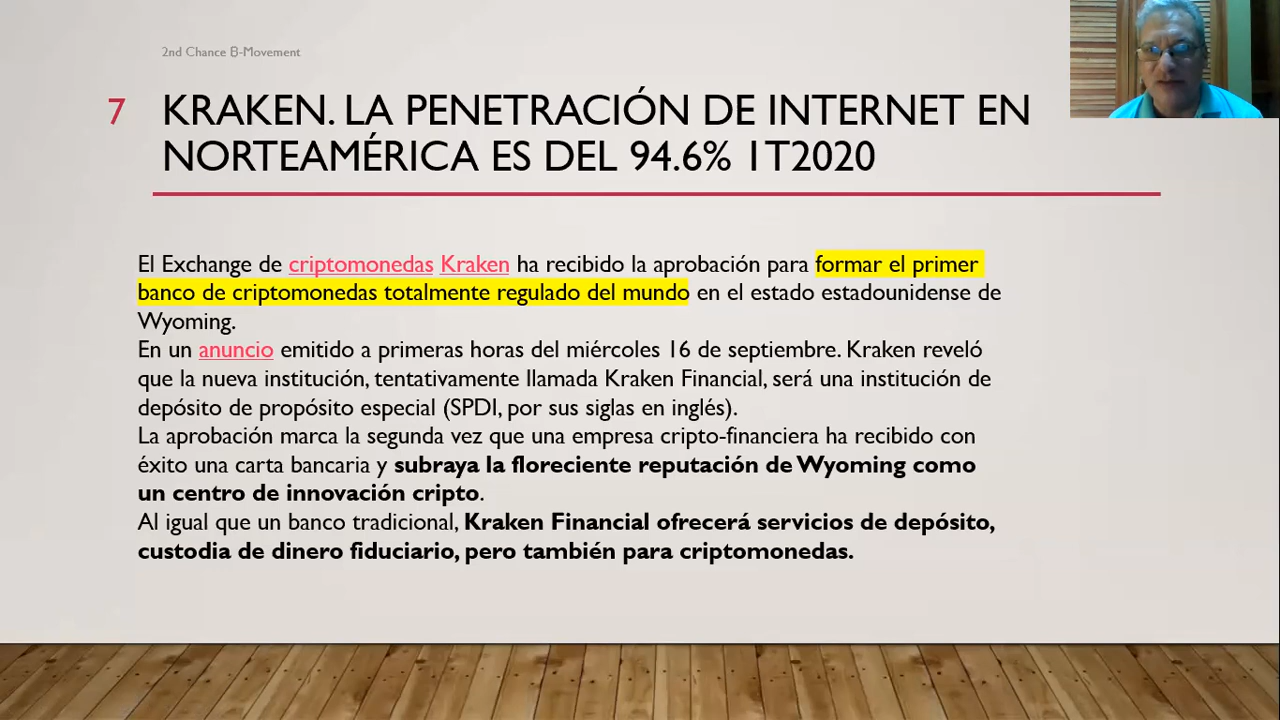 2nd Chance B-Movement
7
KRAKEN. LA PENETRACIÓN DE INTERNET EN
NORTEAMÉRICA ES DEL 94.6% 1T2020
El Exchange de criptomonedas Kraken ha recibido la aprobación para formar el primer
banco de criptomonedas totalmente regulado del mundo en el estado estadounidense de
Wyoming.
En un anuncio emitido a primeras horas del miércoles 16 de septiembre. Kraken reveló
que la nueva institución, tentativamente llamada Kraken Financial, será una institución de
depósito de propósito especial (SPDI, por sus siglas en inglés).
La aprobación marca la segunda vez que una empresa cripto-financiera ha recibido con
éxito una carta bancaria y subraya la floreciente reputación de Wyoming como
un centro de innovación cripto.
Al igual que un banco tradicional, Kraken Financial ofrecerá servicios de depósito,
custodia de dinero fiduciario, pero también para criptomonedas.